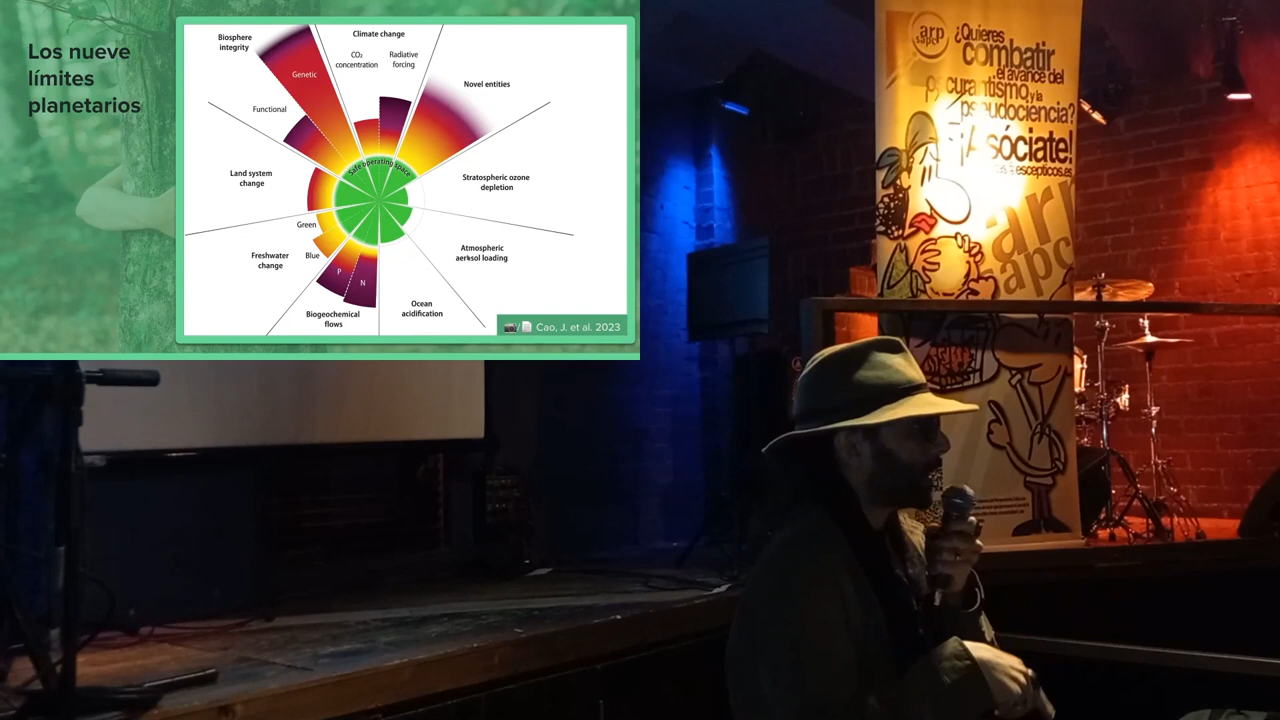 Los nueve
límites
planetarios
Biosphere
integrity
Climate change
CO₂
concentration
Radiative
forcing
Genetic
Novel entities
Functional
Safe operating space
Land system
change
Stratospheric ozone
depletion
Green
Freshwater
change
Blue
Atmospheric
aerosol loading
P
N
Biogeochemical
flows
Ocean
acidification
Cao, J. et al. 2023
arp
sapc
¿Quieres
combatir
el avance del
y la
pseudociencia?
¡Asóciate!
escepticos.es
arp
sapc